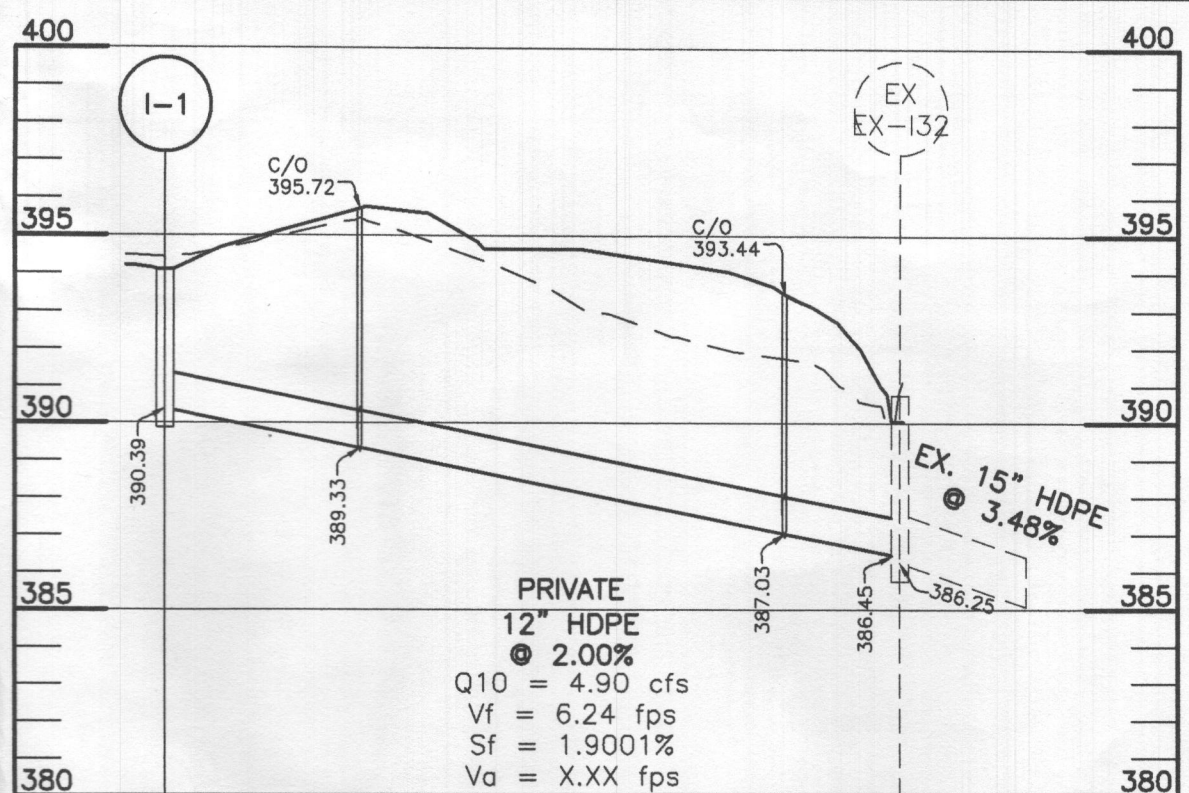 400
400
I-1
EX
EX-132
C/O
395.72
C/O
393.44
395
395
390
390
390.39
389.33
387.03
386.45
386.25
EX. 15" HDPE
@ 3.48%
385
385
PRIVATE
12" HDPE
@ 2.00%
Q10 = 4.90 cfs
Vf = 6.24 fps
Sf = 1.9001%
Va = X.XX fps
380
380